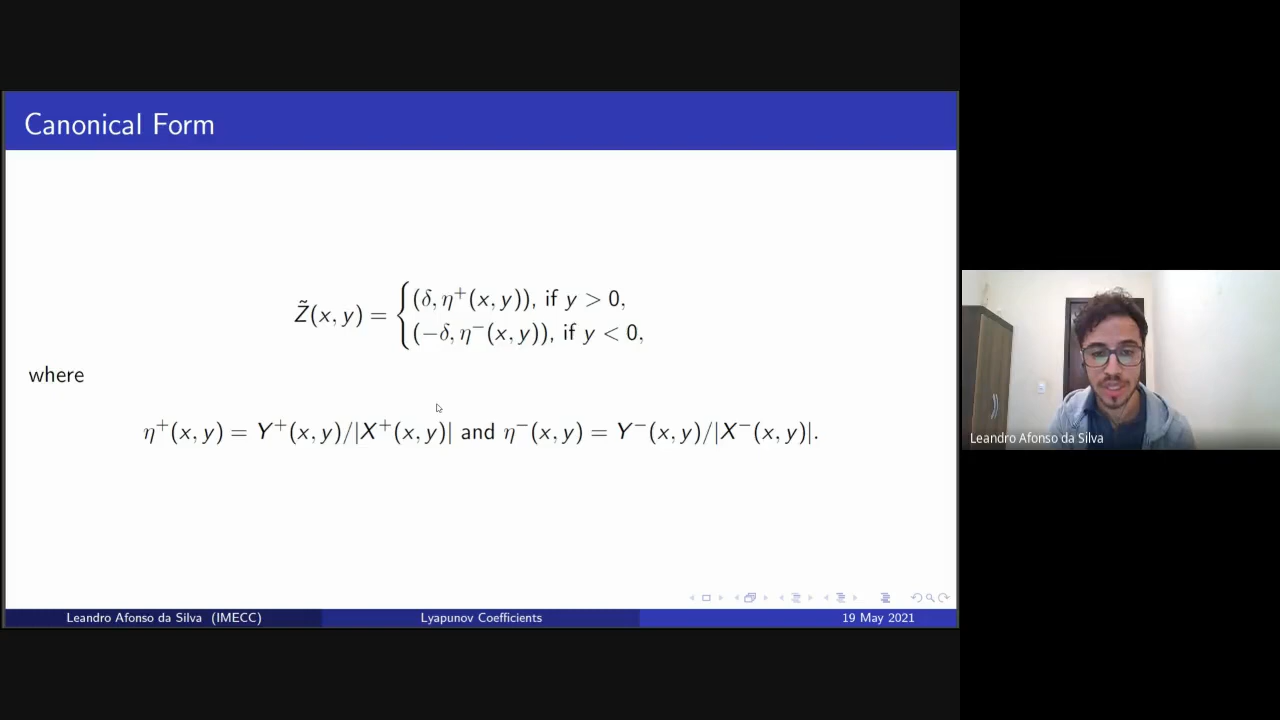 Canonical Form
Z̃(x, y) = { (δ, η⁺(x, y)), if y > 0,
(−δ, η⁻(x, y)), if y < 0,
where
η⁺(x, y) = Y⁺(x, y)/|X⁺(x, y)| and η⁻(x, y) = Y⁻(x, y)/|X⁻(x, y)|.
Leandro Afonso da Silva (IMECC)
Lyapunov Coefficients
19 May 2021
Leandro Afonso da Silva